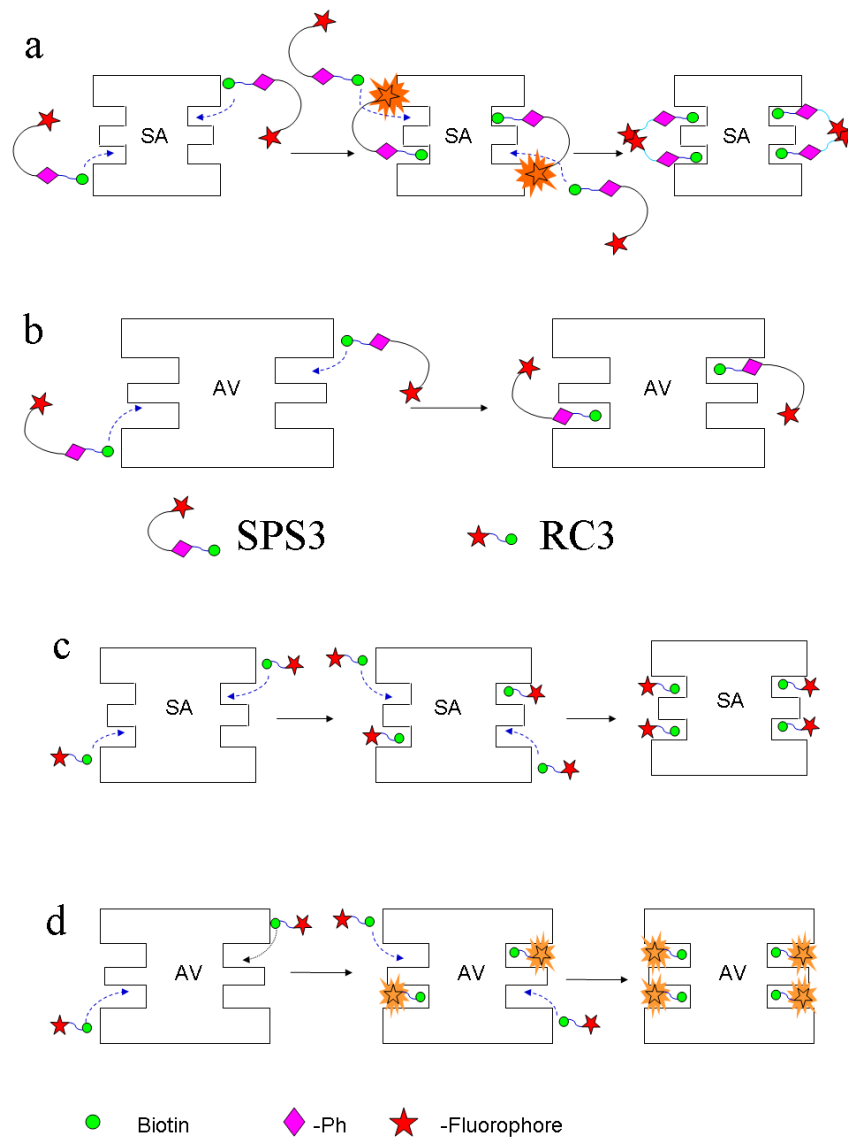 a
SA
SA
SA
b
AV
AV
SPS3
RC3
c
SA
SA
SA
d
AV
AV
AV
Biotin
-Ph
-Fluorophore